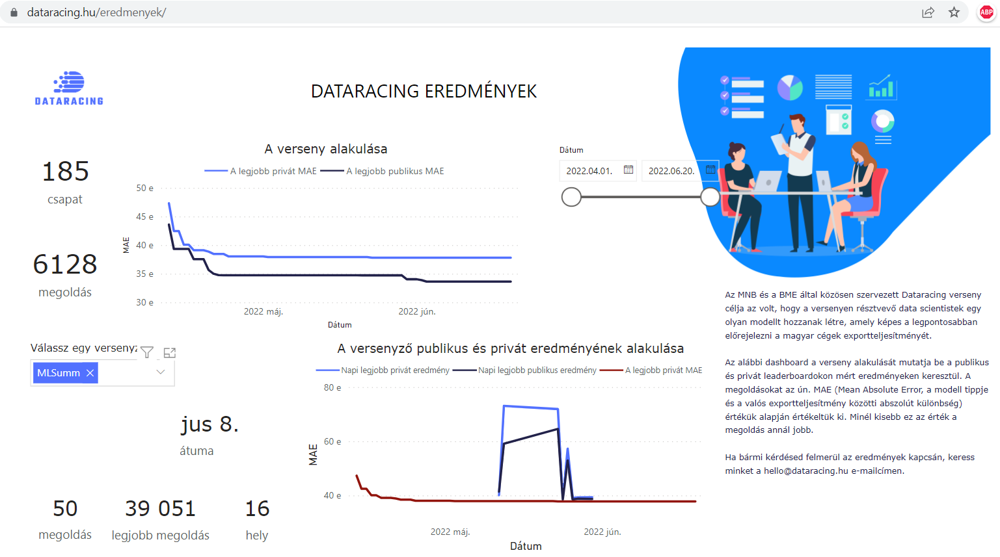 dataracing.hu/eredmenyek/
ABP
DATARACING
DATARACING EREDMÉNYEK
185
csapat
6128
megoldás
A verseny alakulása
A legjobb privát MAE
A legjobb publikus MAE
50 e
45 e
40 e
35 e
30 e
MAE
2022 máj.
2022 jún.
Dátum
Dátum
2022.04.01.
2022.06.20.
Az MNB és a BME által közösen szervezett Dataracing verseny
célja az volt, hogy a versenyen résztvevő data scientistek egy
olyan modellt hozzanak létre, amely képes a legpontosabban
előrejelezni a magyar cégek exportteljesítményét.
Az alábbi dashboard a verseny alakulását mutatja be a publikus
és privát leaderboardokon mért eredményeken keresztül. A
megoldásokat az ún. MAE (Mean Absolute Error, a modell tippje
és a valós exportteljesítmény közötti abszolút különbség)
értékük alapján értékeltük ki. Minél kisebb ez az érték a
megoldás annál jobb.
Ha bármi kérdésed felmerül az eredmények kapcsán, keress
minket a hello@dataracing.hu e-mailcímen.
Válassz egy versenyz
MLSumm
jus 8.
átuma
50
megoldás
39 051
legjobb megoldás
16
hely
A versenyző publikus és privát eredményének alakulása
Napi legjobb privát eredmény
Napi legjobb publikus eredmény
A legjobb privát MAE
80 e
60 e
40 e
MAE
2022 máj.
2022 jún.
Dátum